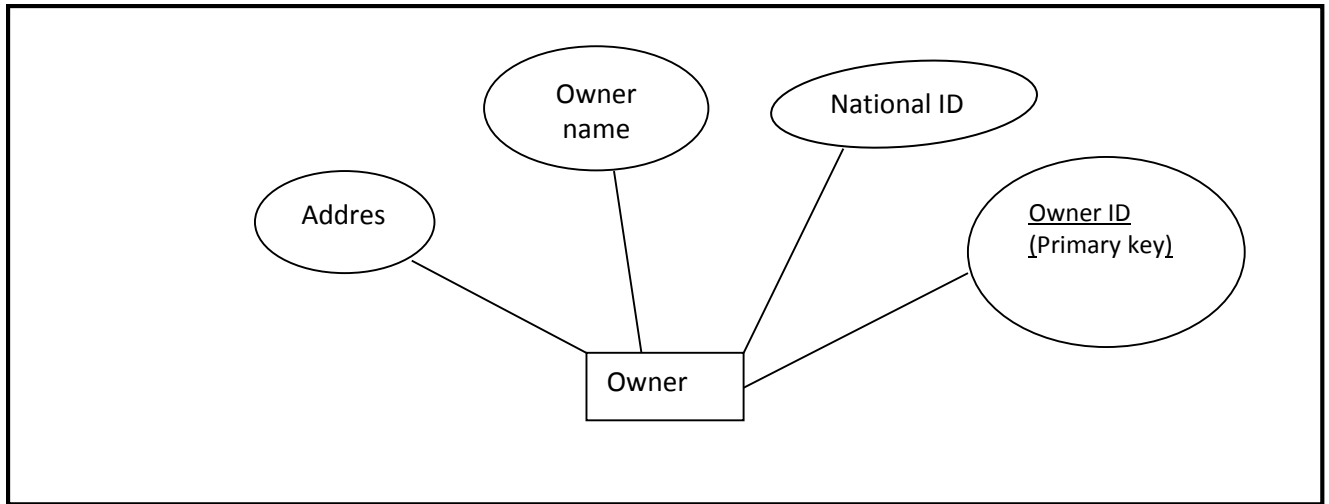 Owner
name
National ID
Addres
Owner ID
(Primary key)
Owner